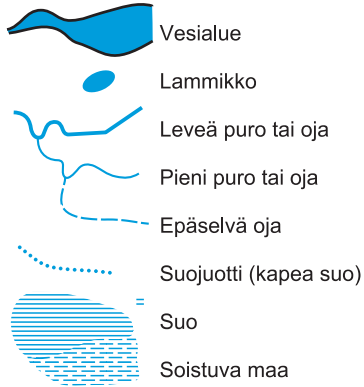 Vesialue
Lammikko
Leveä puro tai oja
Pieni puro tai oja
Epäselvä oja
Suojuotti (kapea suo)
Suo
Soistuva maa